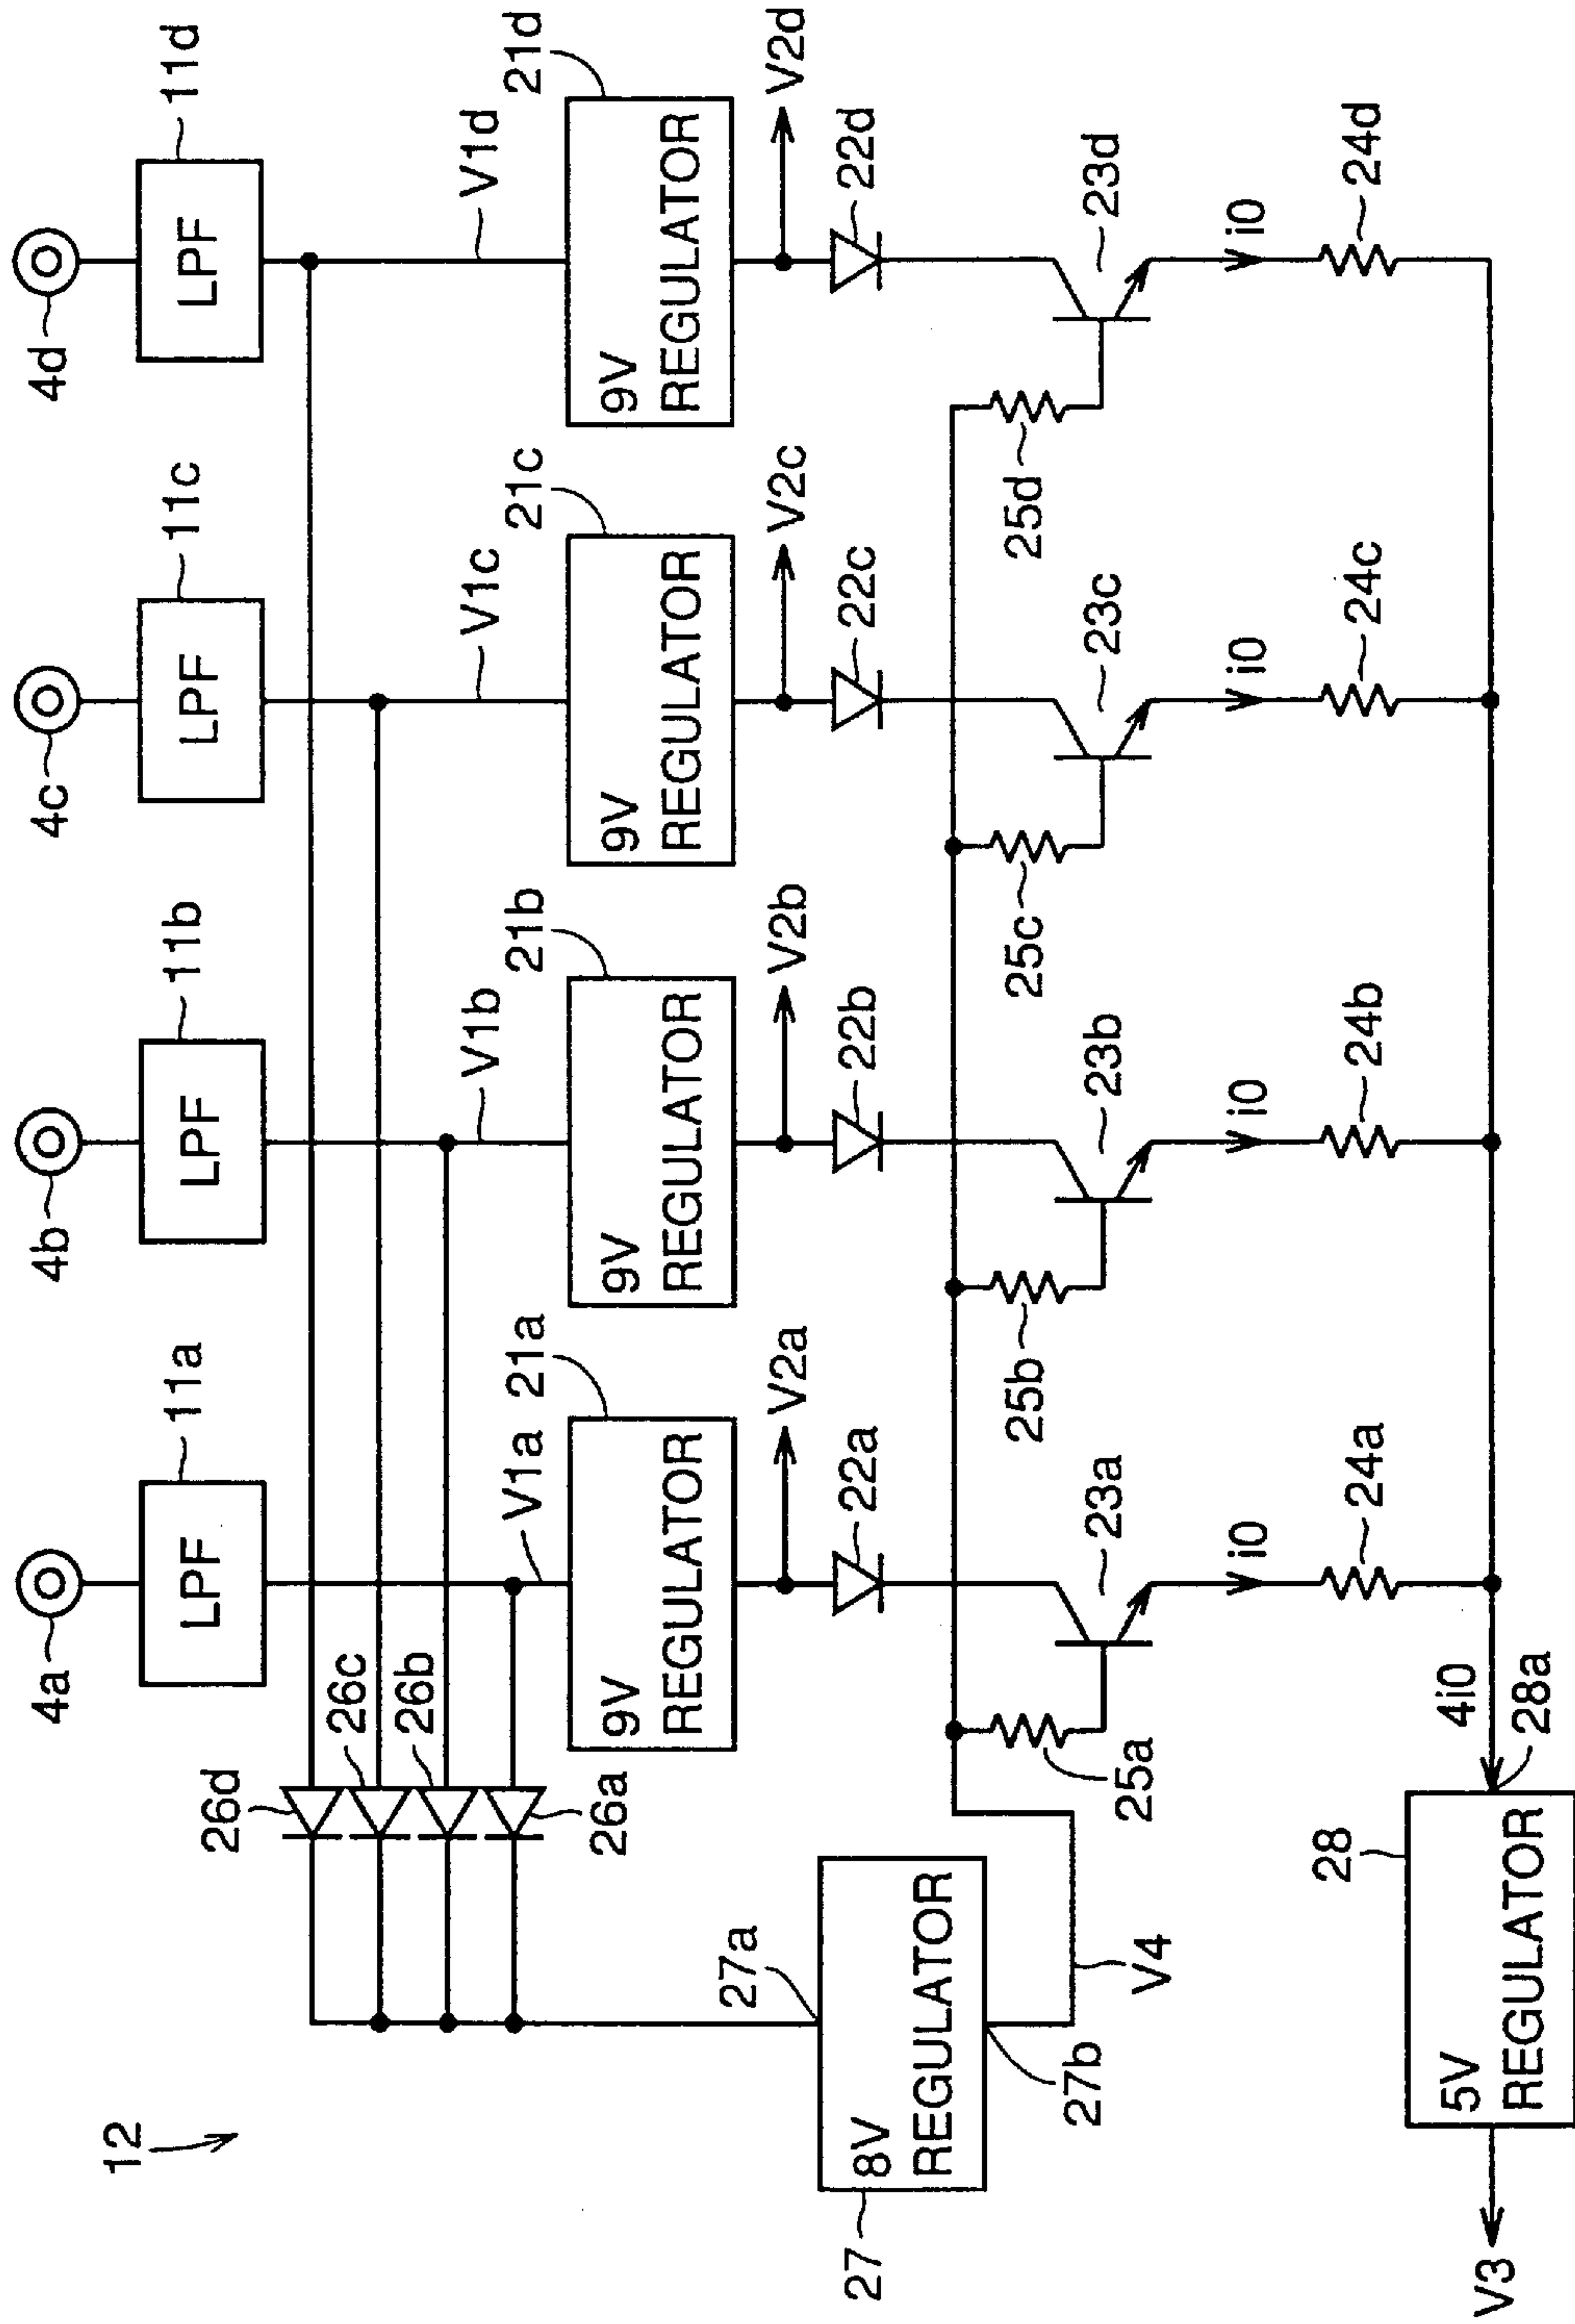 12
4a
4b
4c
4d
11a
11b
11c
11d
LPF
LPF
LPF
LPF
26d
26c
26b
26a
V1a
V1b
V1c
V1d
21a
21b
21c
21d
9V
REGULATOR
9V
REGULATOR
9V
REGULATOR
9V
REGULATOR
V2a
V2b
V2c
V2d
22a
22b
22c
22d
27a
27
8V
REGULATOR
27b
V4
25a
25b
25c
25d
23a
23b
23c
23d
i0
i0
i0
i0
24a
24b
24c
24d
4i0
28a
28
5V
REGULATOR
V3